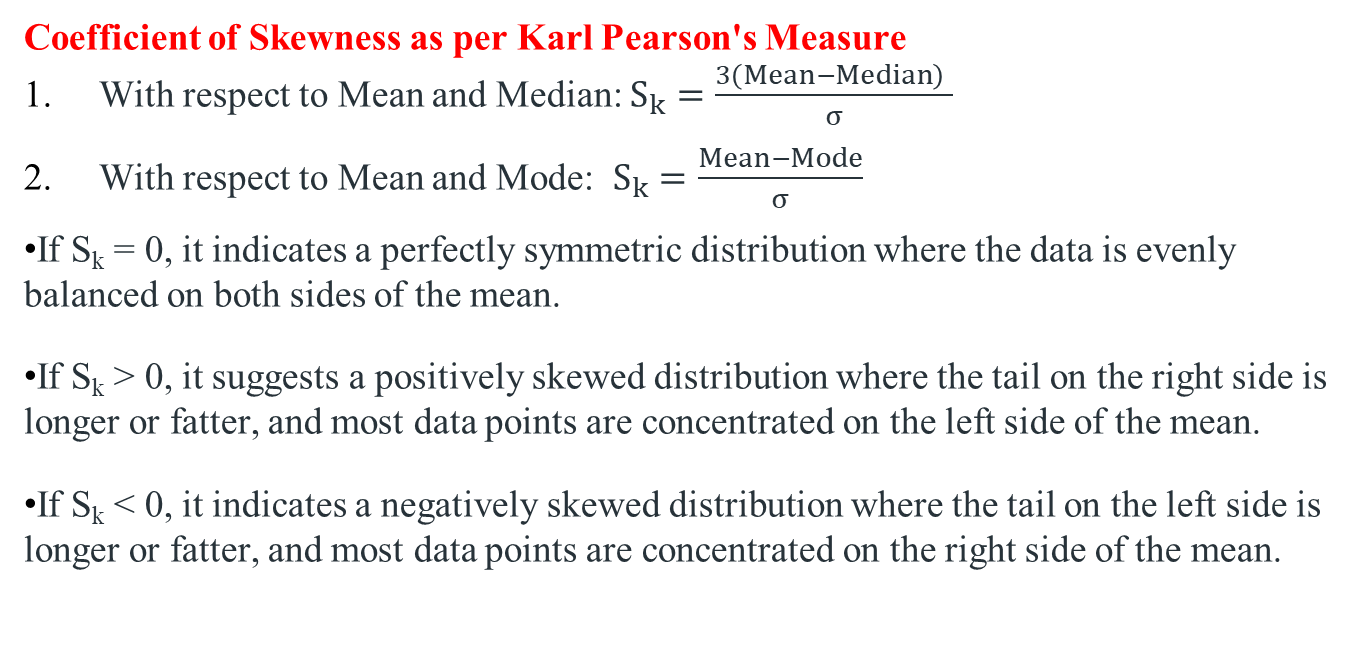 Coefficient of Skewness as per Karl Pearson's Measure
1. With respect to Mean and Median: Sₖ = 3(Mean−Median) / σ
2. With respect to Mean and Mode: Sₖ = Mean−Mode / σ
•If Sₖ = 0, it indicates a perfectly symmetric distribution where the data is evenly
balanced on both sides of the mean.
•If Sₖ > 0, it suggests a positively skewed distribution where the tail on the right side is
longer or fatter, and most data points are concentrated on the left side of the mean.
•If Sₖ < 0, it indicates a negatively skewed distribution where the tail on the left side is
longer or fatter, and most data points are concentrated on the right side of the mean.